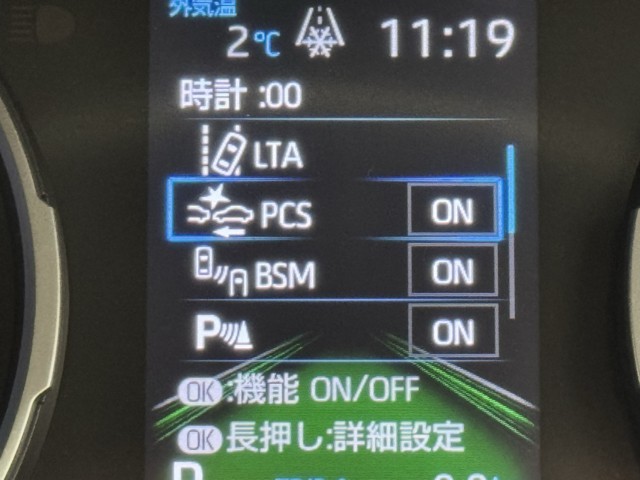 外気温
2℃ 11:19
時計 :00
LTA
PCS ON
BSM ON
P ON
OK:機能 ON/OFF
OK長押し:詳細設定